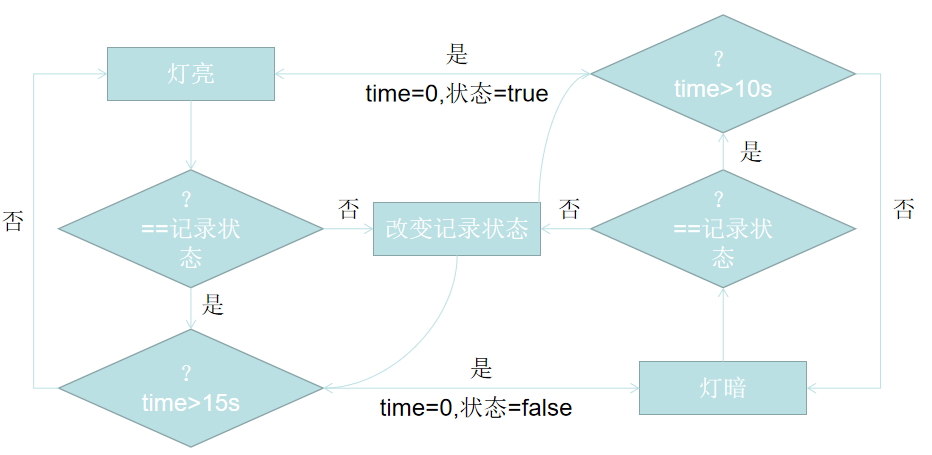 是
灯亮
time=0,状态=true
?
time>10s
是
否
?
==记录状
态
否
改变记录状态
否
?
==记录状
态
否
是
?
time>15s
是
time=0,状态=false
灯暗